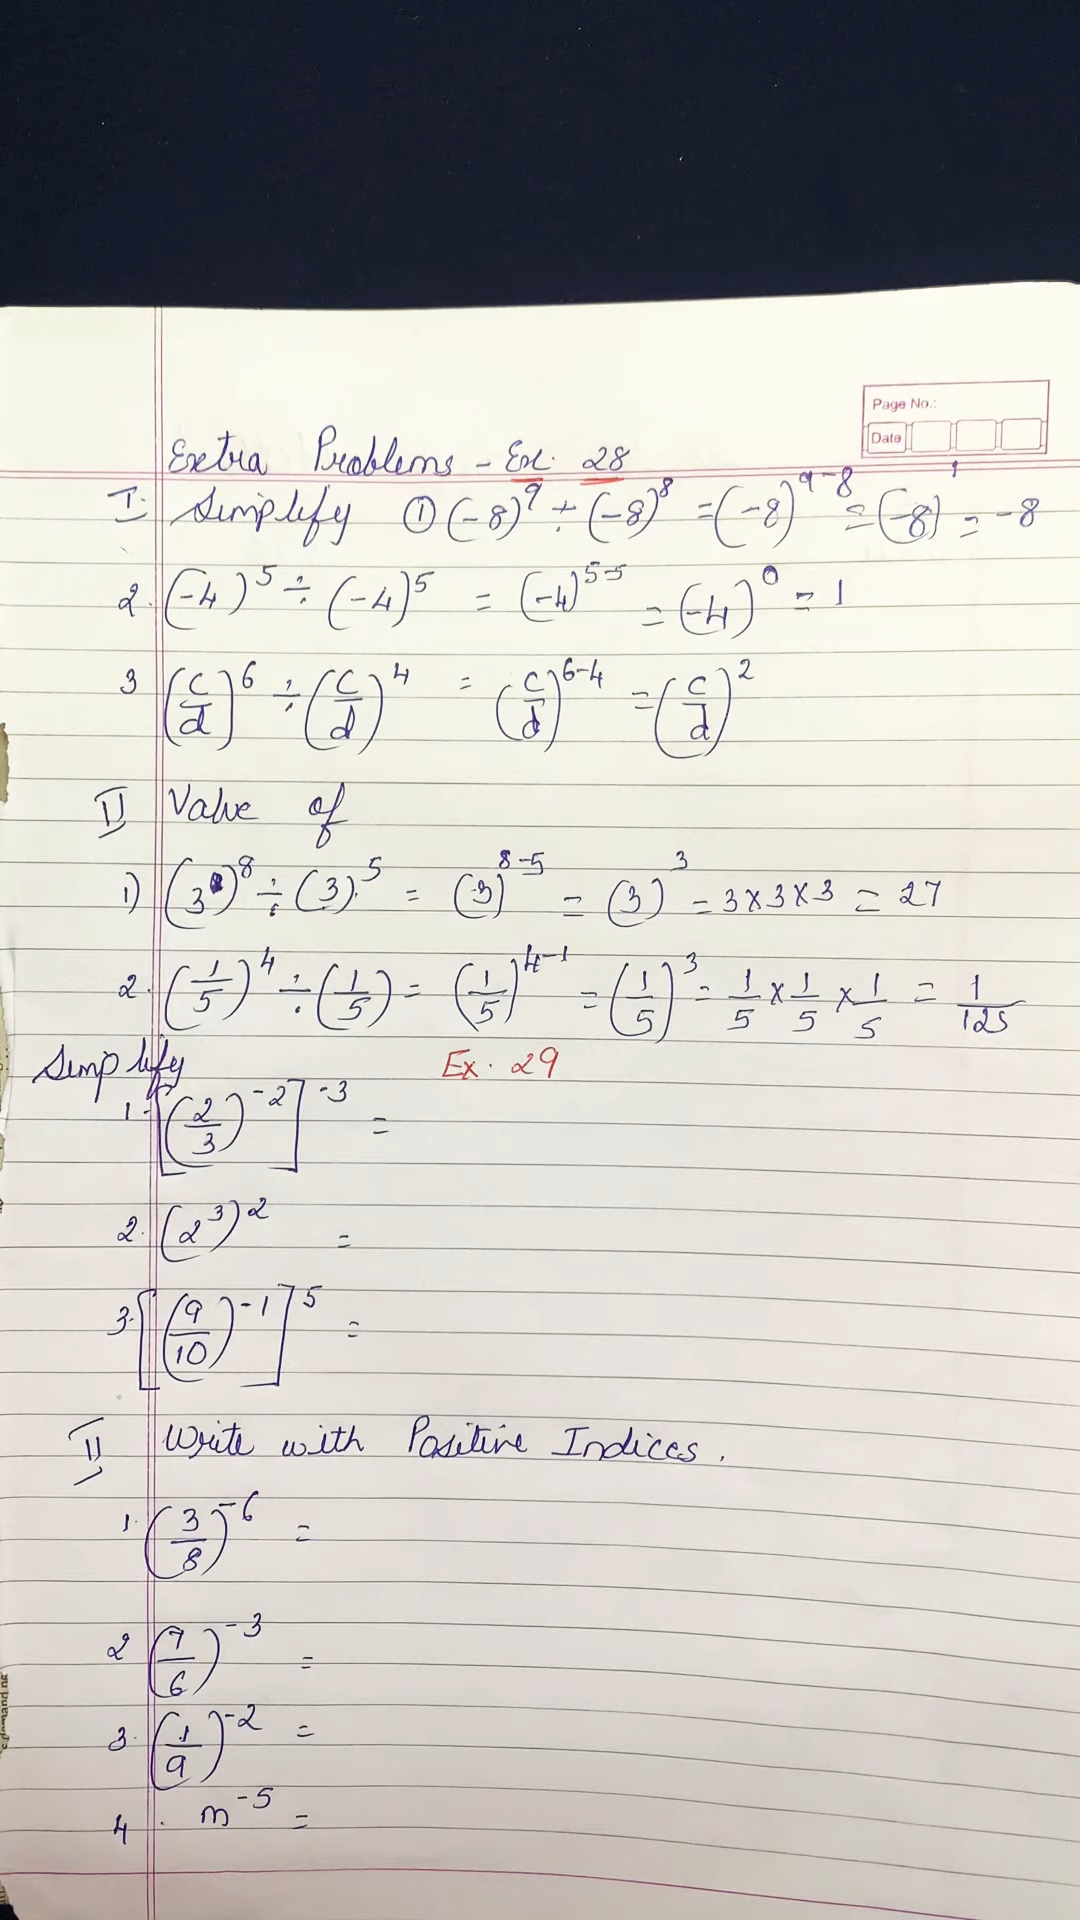 Page No.:
Date
Extra Problems - Ex. 28
I. Simplify ① (-8)^9 ÷ (-8)^8 = (-8)^{9-8} = (-8)^1 = -8
2. (-4)^5 ÷ (-4)^5 = (-4)^{5-5} = (-4)^0 = 1
3 (c/d)^6 ÷ (c/d)^4 = (c/d)^{6-4} = (c/d)^2
II Value of
1) (3)^8 ÷ (3)^5 = (3)^{8-5} = (3)^3 = 3×3×3 = 27
2. (1/5)^4 ÷ (1/5) = (1/5)^{4-1} = (1/5)^3 = 1/5 × 1/5 × 1/5 = 1/125
Simplify Ex. 29
1. [(2/3)^{-2}]^{-3} =
2. (2^3)^2 =
3. [(9/10)^{-1}]^5 =
II Write with Positive Indices.
1. (3/8)^{-6} =
2 (7/6)^{-3} =
3. (1/9)^{-2} =
4. m^{-5} =